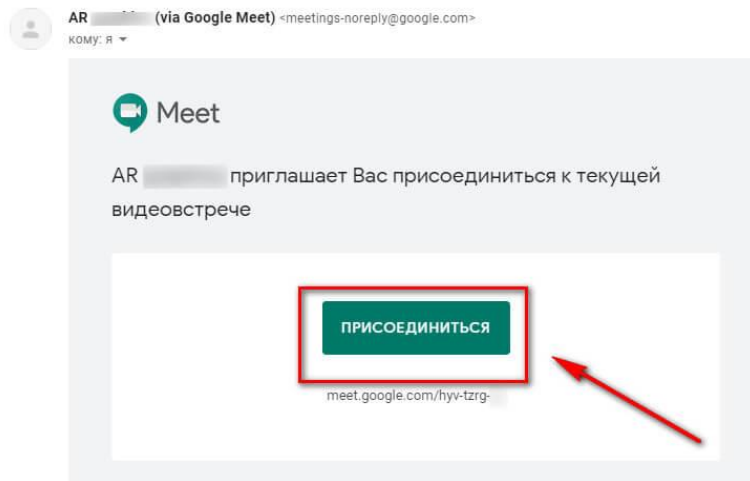 AR (via Google Meet) <meetings-noreply@google.com>
кому: я
Meet
AR приглашает Вас присоединиться к текущей
видеовстрече
ПРИСОЕДИНИТЬСЯ
meet.google.com/hyv-tzrg-